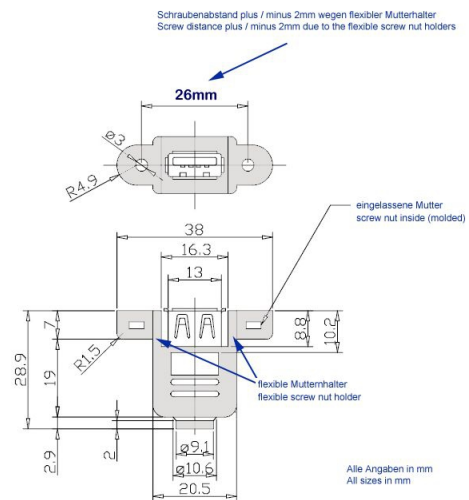 Schraubenabstand plus / minus 2mm wegen flexibler Mutterhalter
Screw distance plus / minus 2mm due to the flexible screw nut holders
26mm
ø3
R4.9
eingelassene Mutter
screw nut inside (molded)
38
16.3
13
7
8.8
10.2
R1.5
28.9
19
flexible Mutternhalter
flexible screw nut holder
2.9
2
ø9.1
ø10.6
20.5
Alle Angaben in mm
All sizes in mm